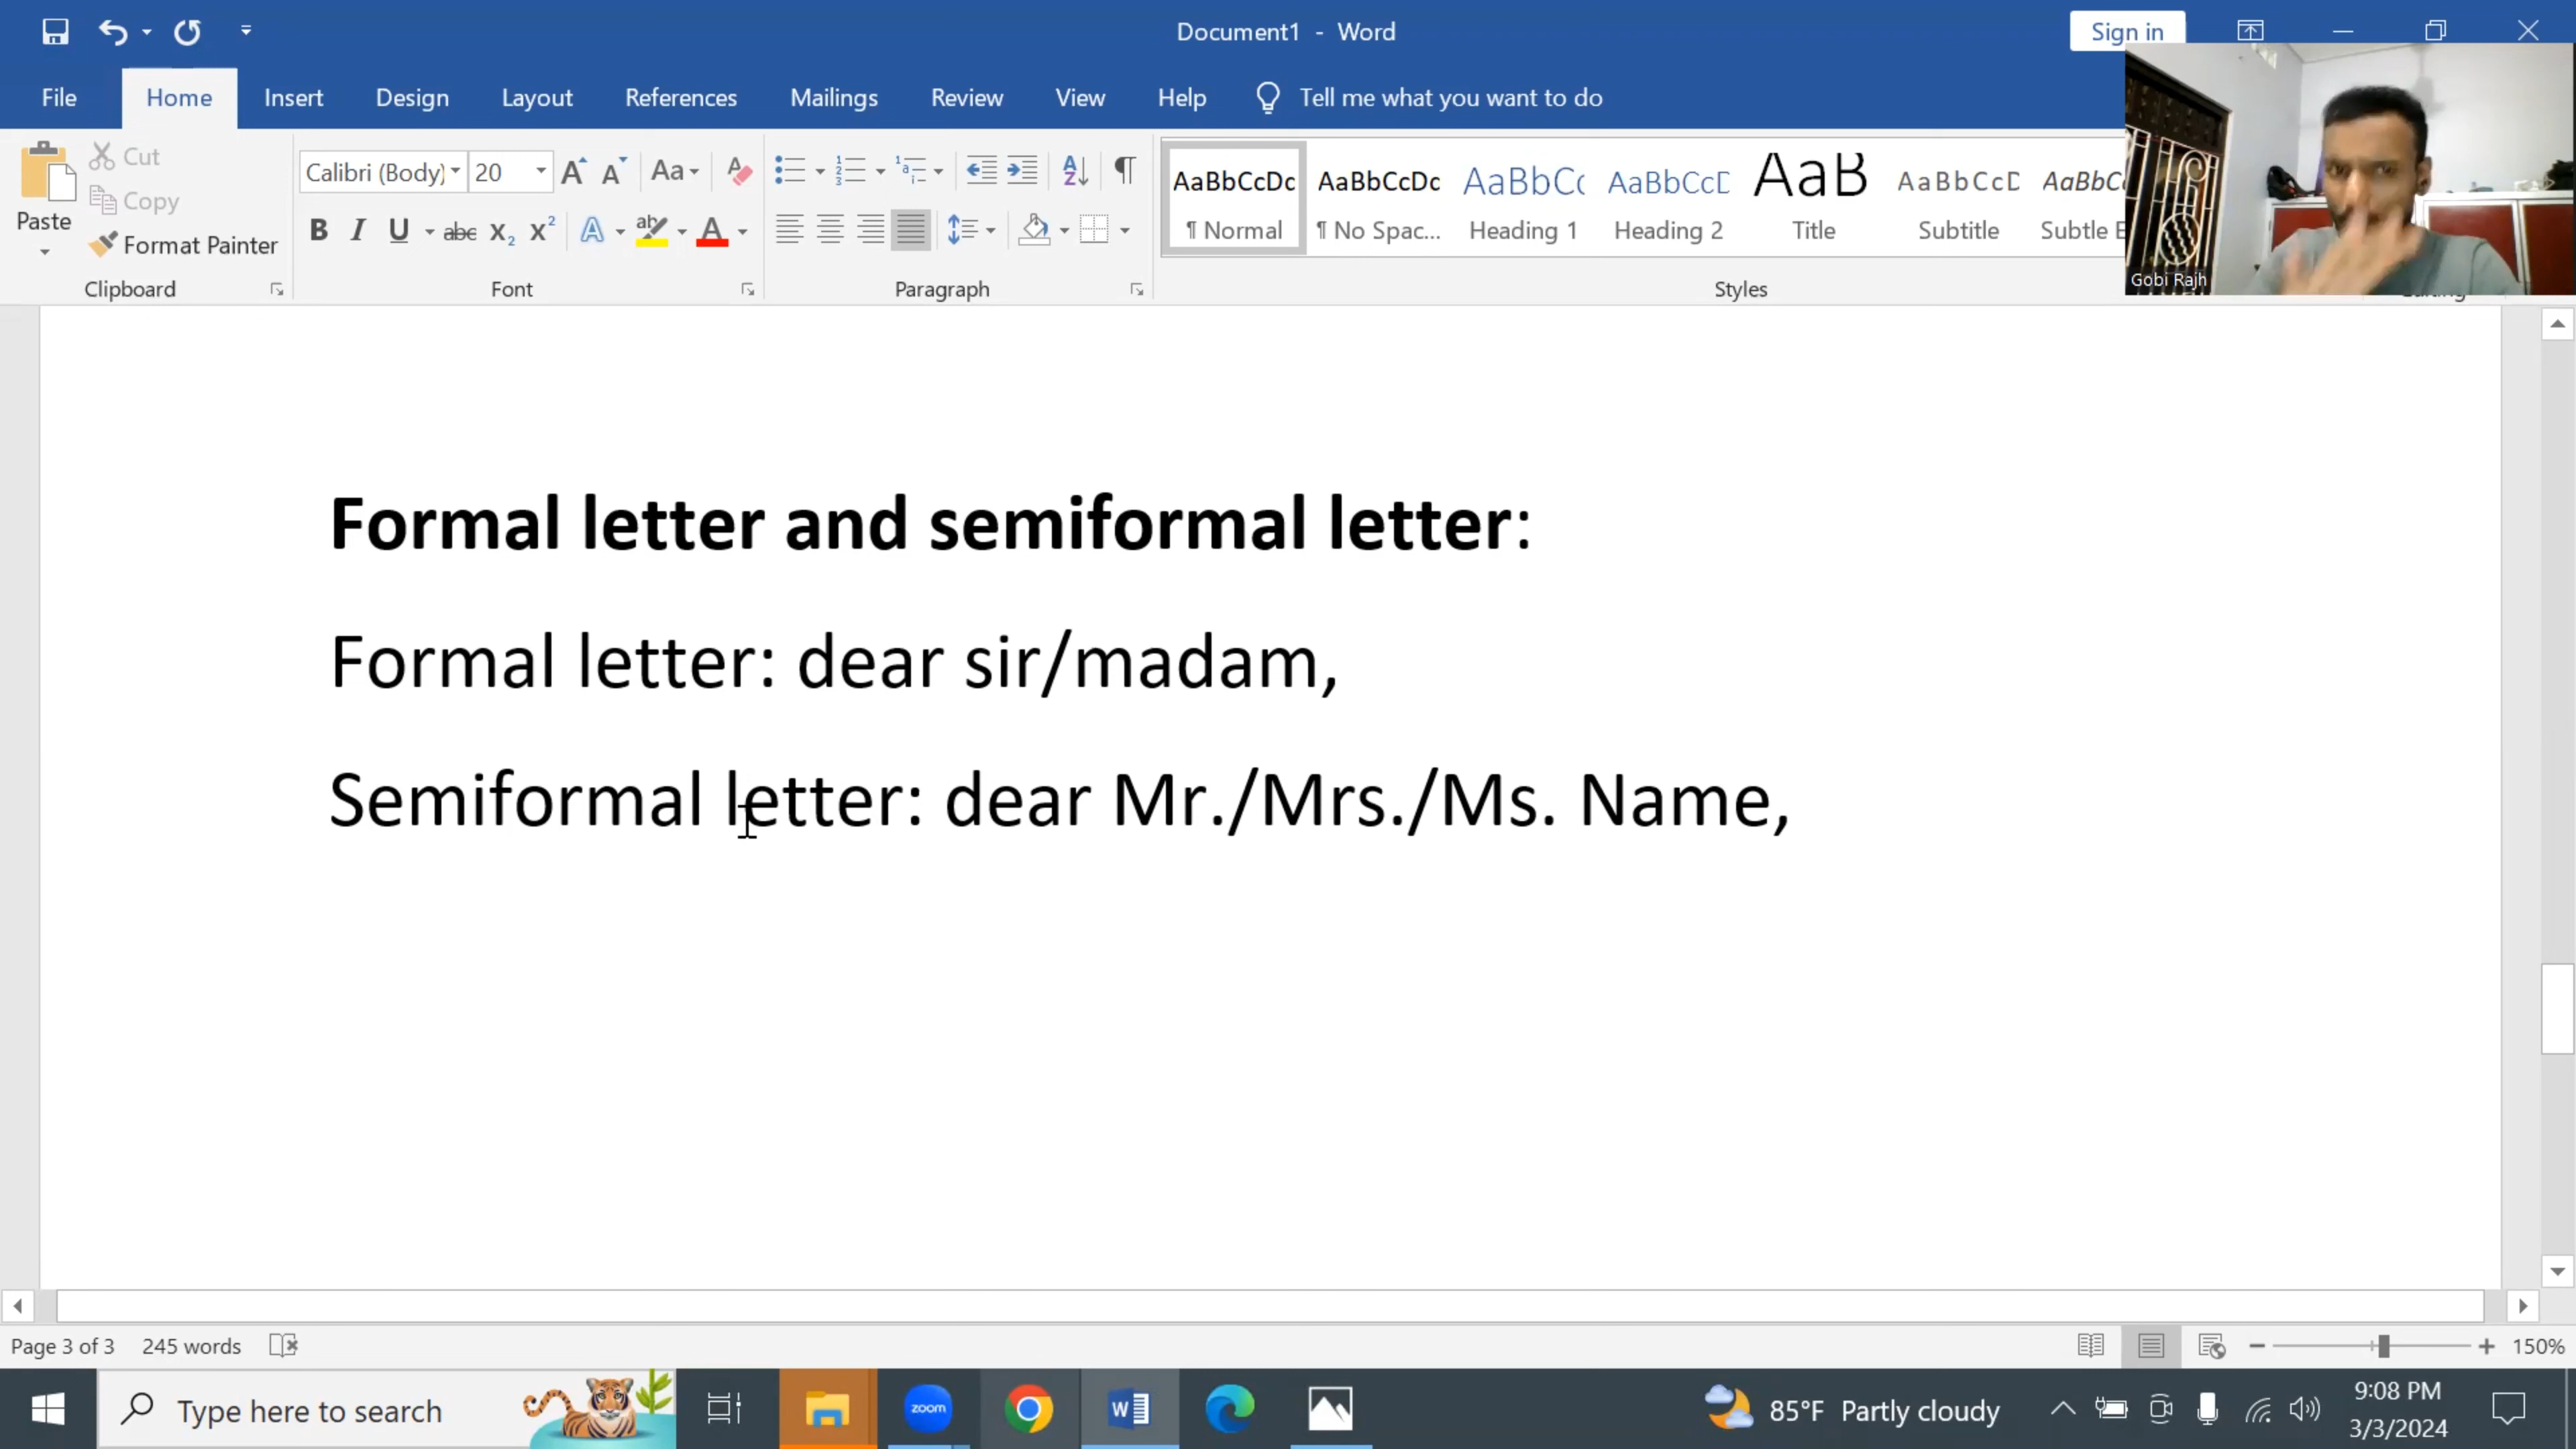 Document1 - Word
Sign in
File Home Insert Design Layout References Mailings Review View Help Tell me what you want to do
Cut
Copy
Paste
Format Painter
Clipboard
Calibri (Body) 20
Font
Paragraph
AaBbCcDc AaBbCcDc AaBbCc AaBbCcD AaB AaBbCcD AaBbCc
¶ Normal ¶ No Spac... Heading 1 Heading 2 Title Subtitle Subtle E
Styles
Gobi Rajh
Formal letter and semiformal letter:
Formal letter: dear sir/madam,
Semiformal letter: dear Mr./Mrs./Ms. Name,
Page 3 of 3 245 words
150%
Type here to search
zoom
85°F Partly cloudy
9:08 PM
3/3/2024